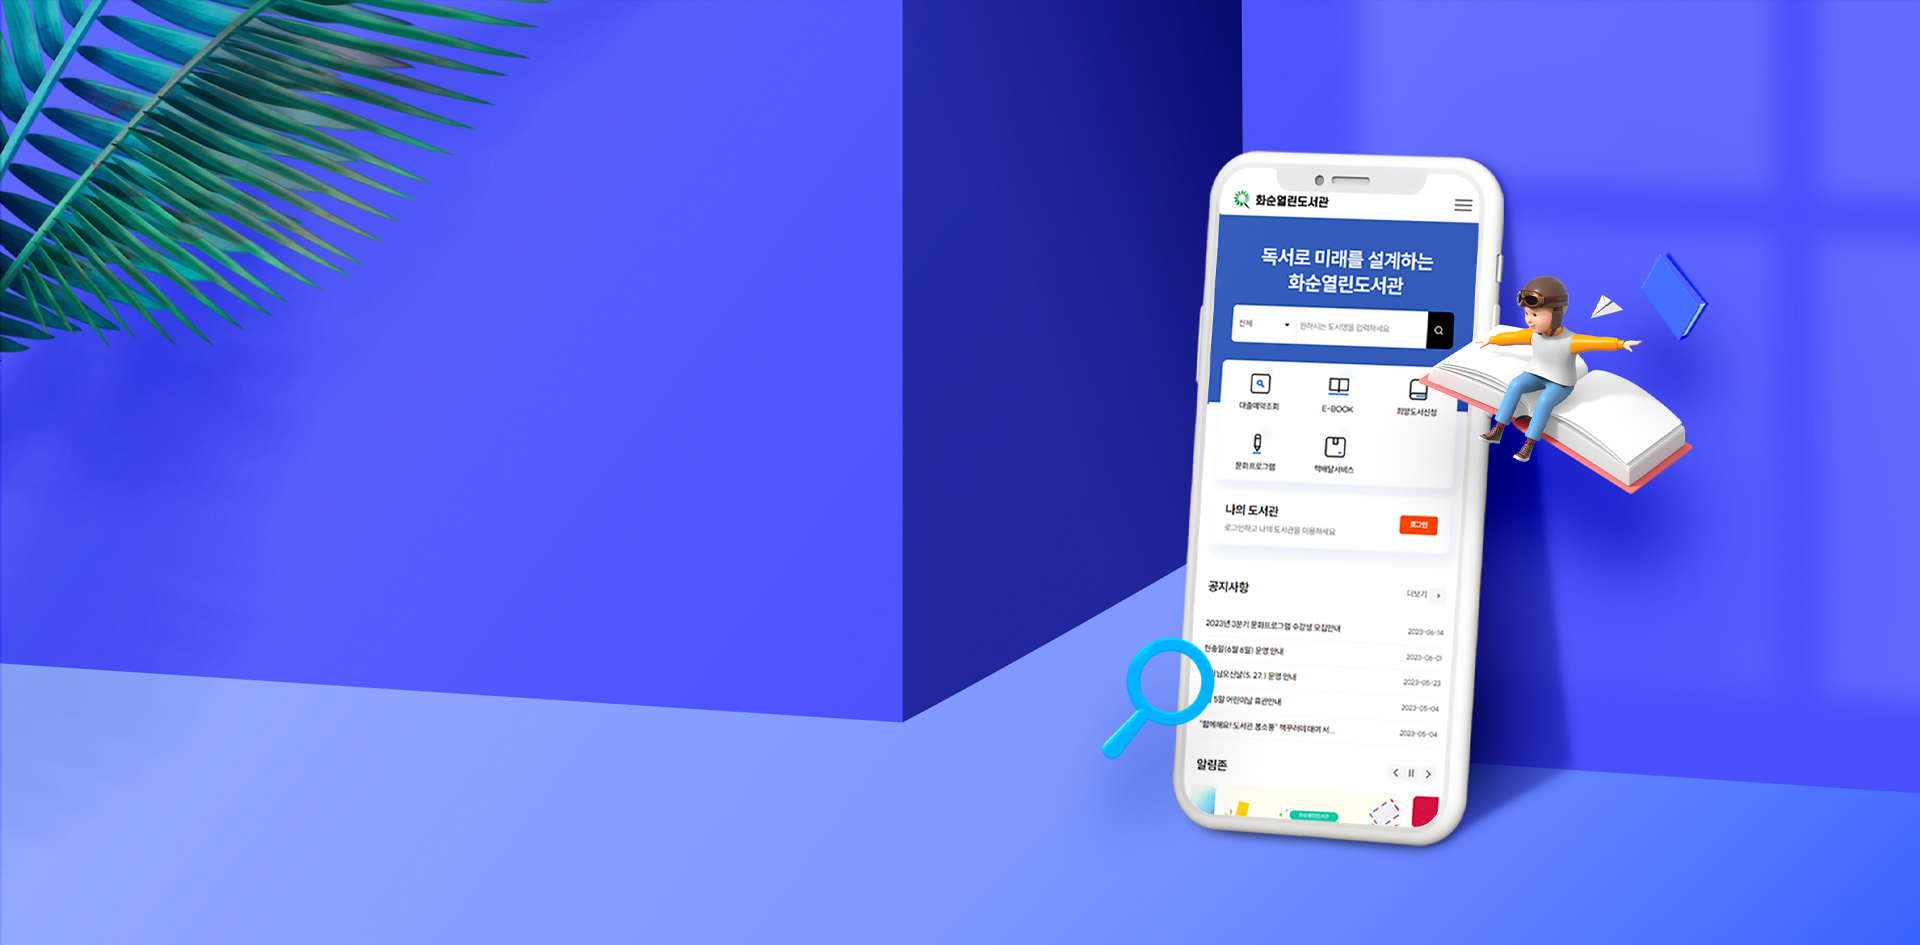 화순열린도서관
독서로 미래를 설계하는
화순열린도서관
전체
원하시는 도서명을 입력하세요
대출예약조회
E-BOOK
희망도서신청
문화프로그램
책배달서비스
나의 도서관
로그인하고 나의 도서관을 이용하세요
로그인
공지사항
더보기
2023년 3분기 문화프로그램 수강생 모집안내
2023-06-14
현충일(6월 6일) 운영 안내
2023-06-01
님오신날(5. 27.) 운영 안내
2023-05-23
5일 어린이날 휴관안내
2023-05-04
"함께해요! 도서관 봄소풍" 책꾸러미 대여 서...
2023-05-04
알림존
화순열린도서관